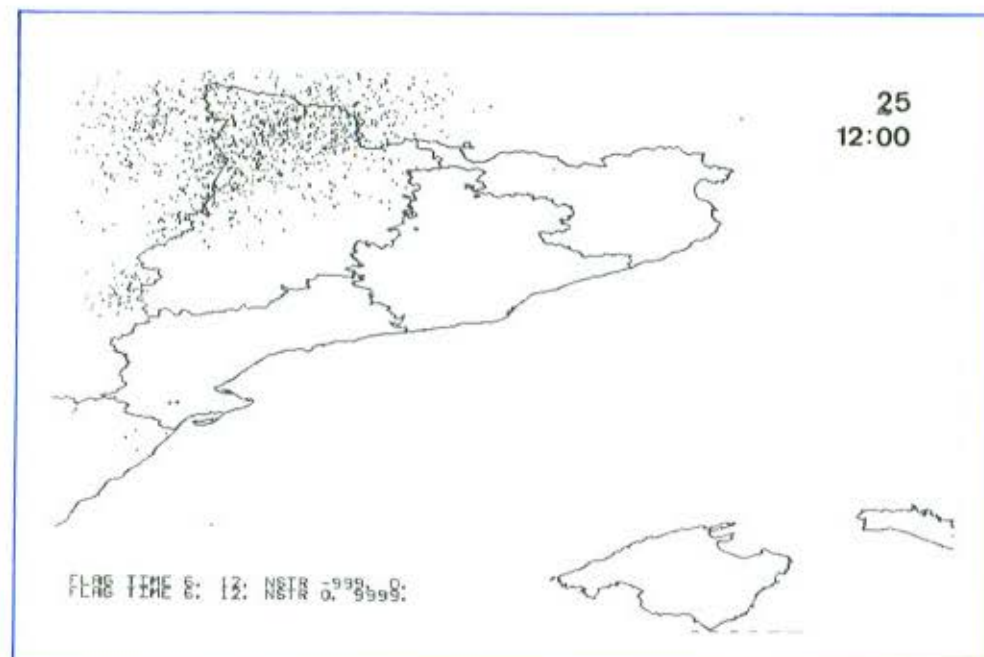 25
12:00
FLAG TIME 6. 12. NSTR -999. 0.
FLAG TIME 6. 12. NSTR 0. 9999.